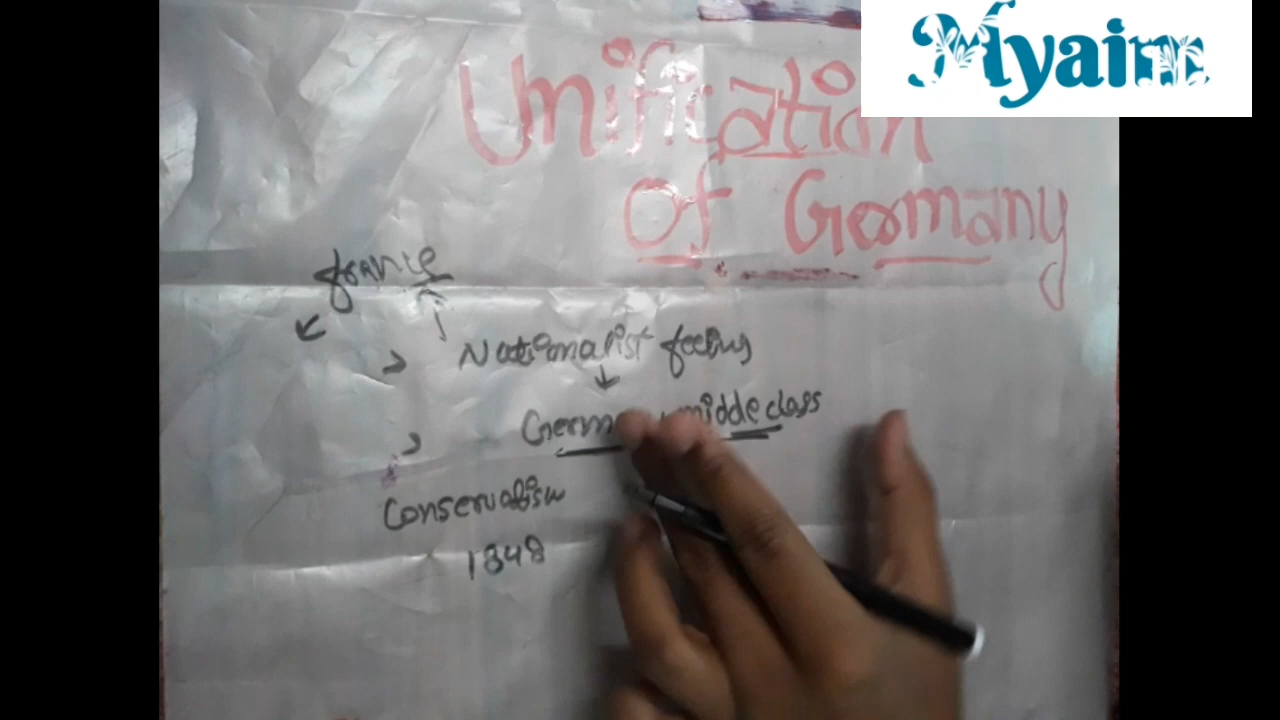 Myaim
Unification
Of Germany
france
Nationalist feeling
middle class
Conservatism
1848